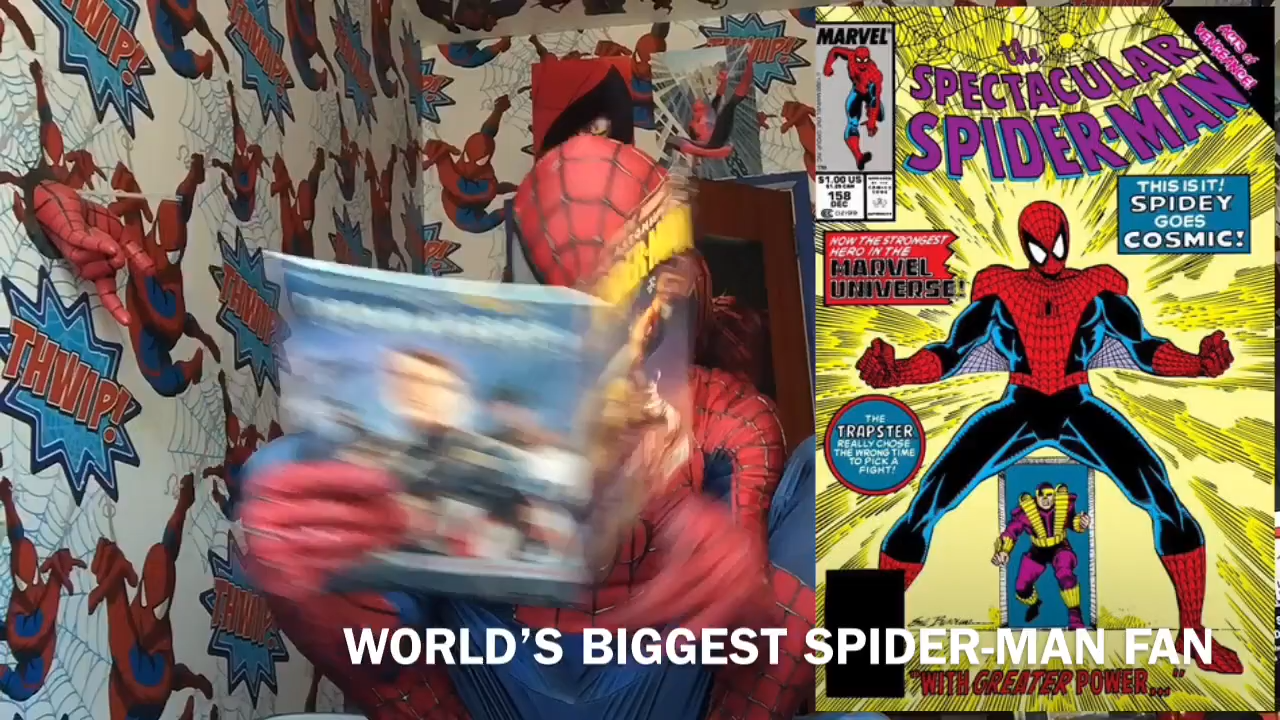 THWIP!
THWIP!
THWIP!
THWIP!
THWIP!
THWIP!
MARVEL
$1.00 US
158
DEC
the
SPECTACULAR
SPIDER-MAN
ACTS of
VENGEANCE!
THIS IS IT!
SPIDEY
GOES
COSMIC!
NOW THE STRONGEST
HERO IN THE
MARVEL
UNIVERSE!
THE
TRAPSTER
REALLY CHOSE
THE WRONG TIME
TO PICK A
FIGHT!
WORLD'S BIGGEST SPIDER-MAN FAN
"WITH GREATER POWER..."